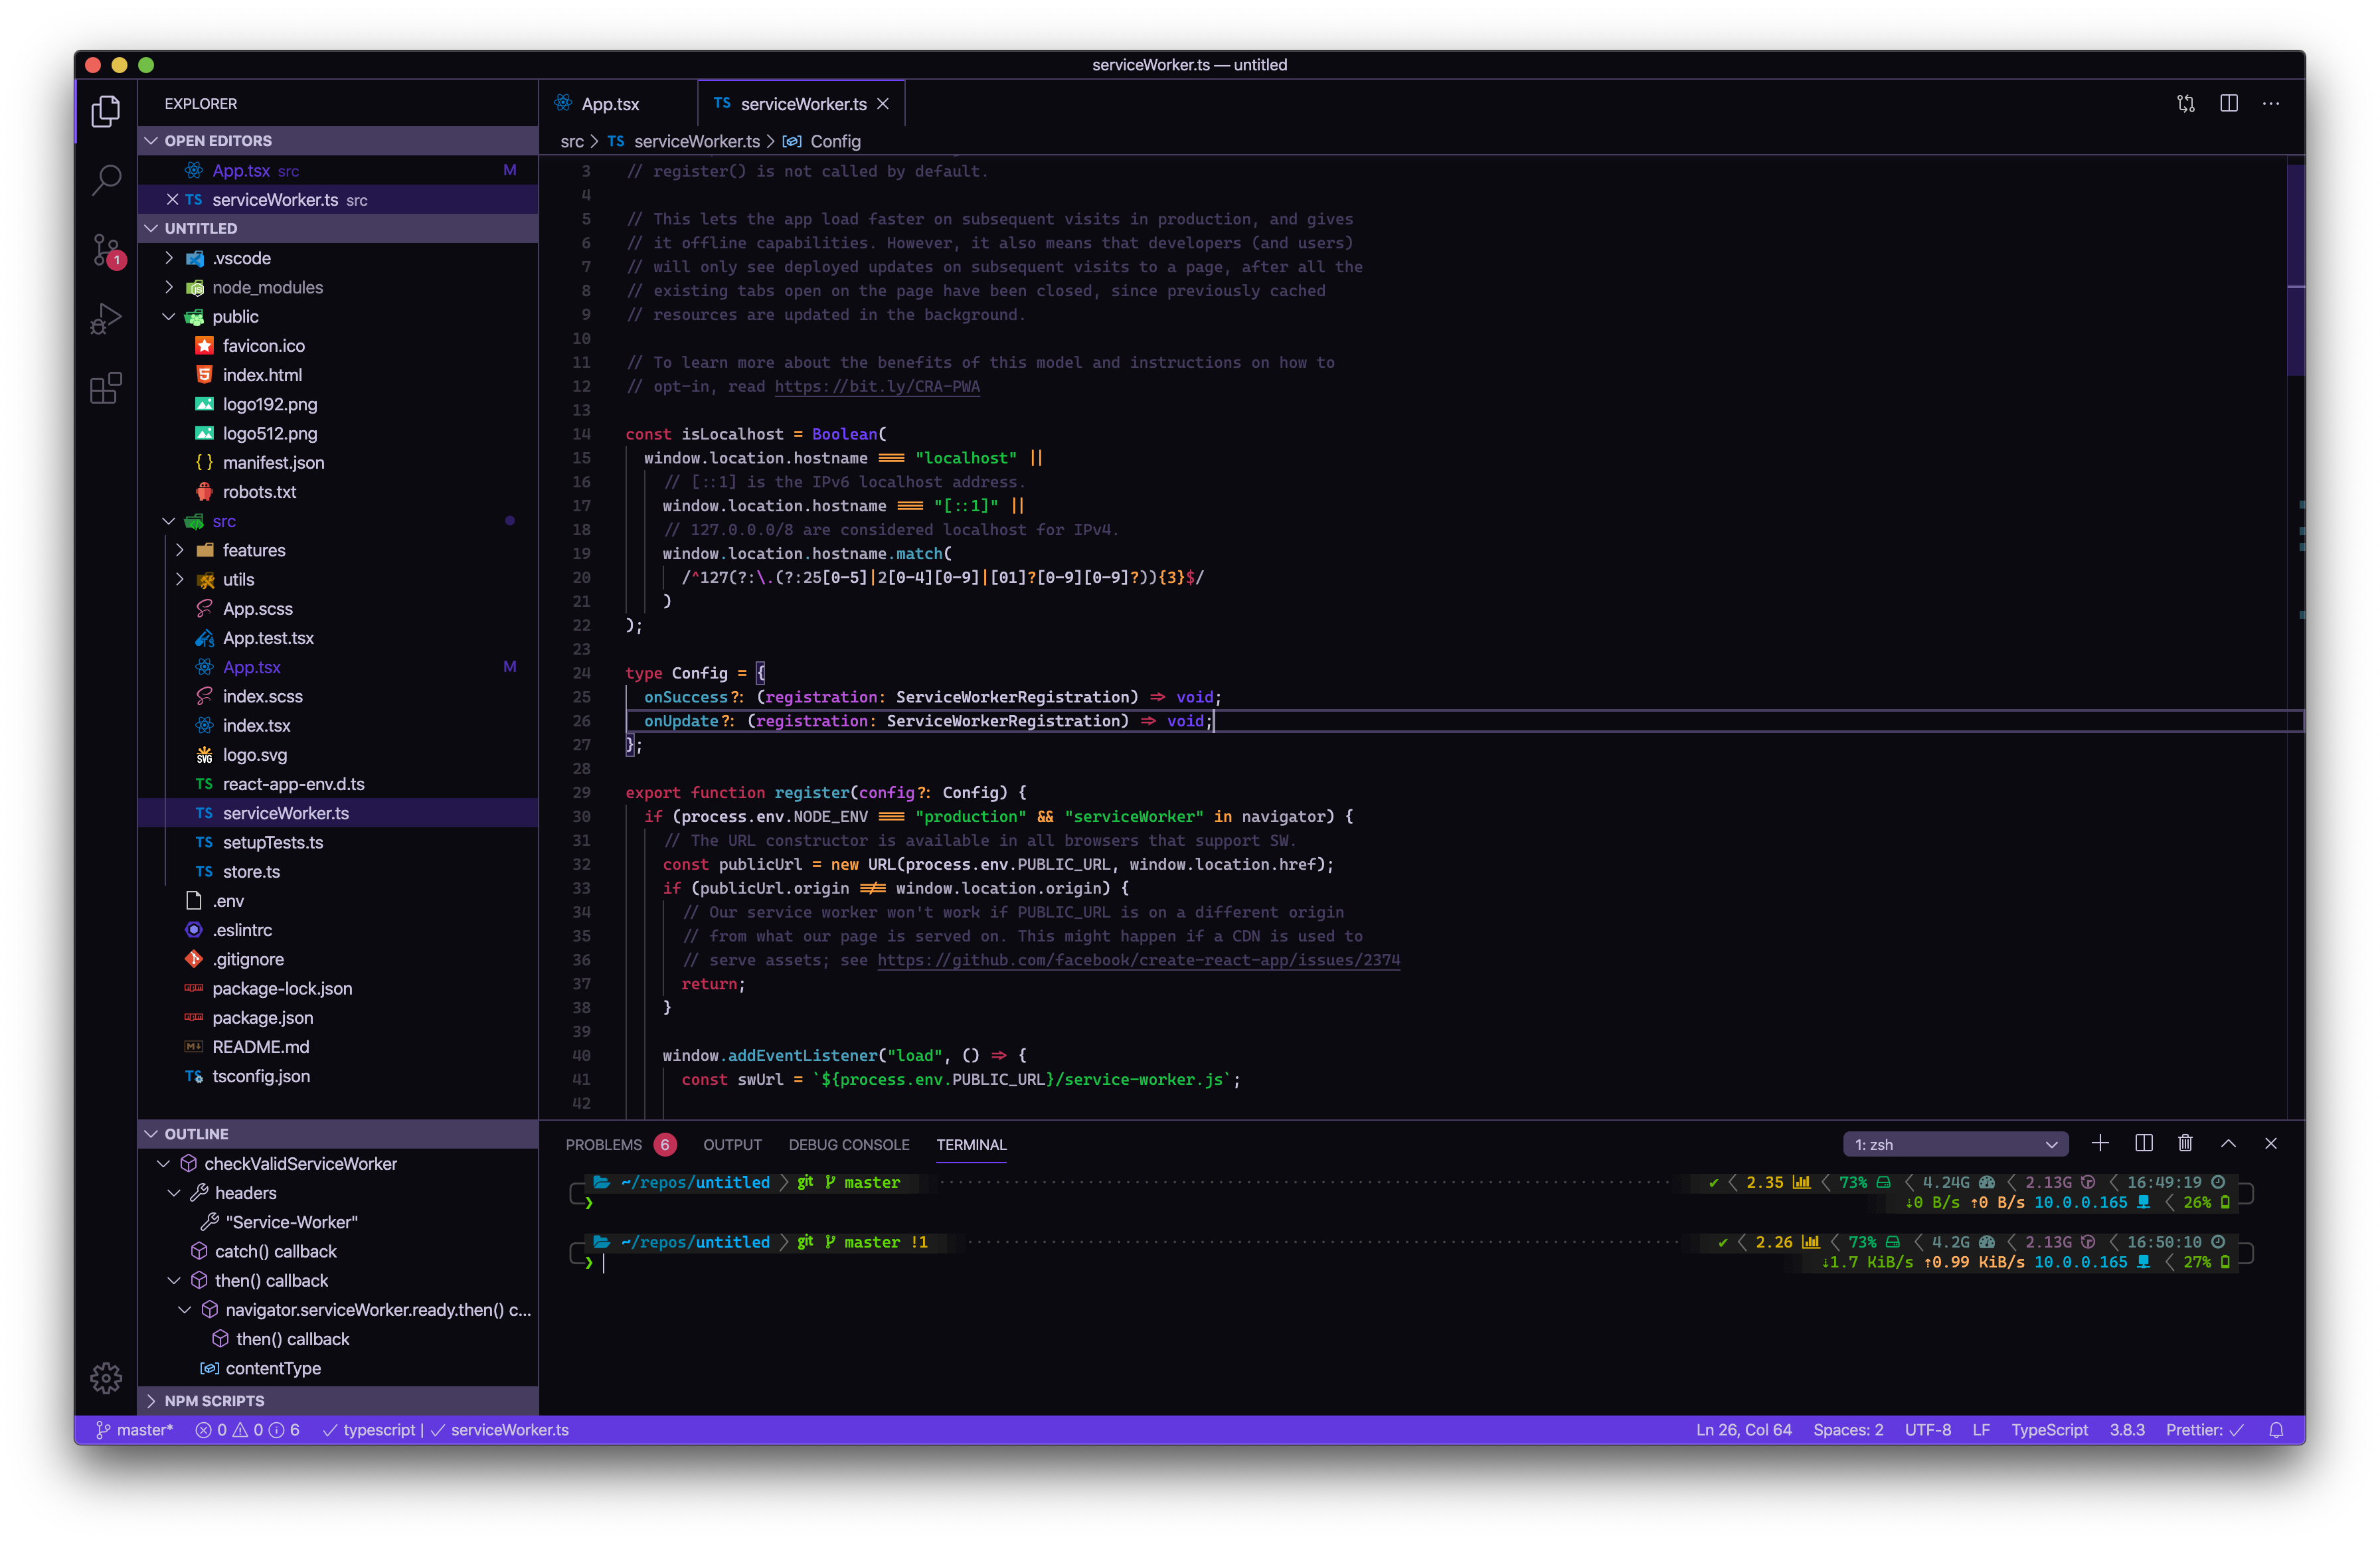 serviceWorker.ts — untitled
EXPLORER
OPEN EDITORS
App.tsx src M
serviceWorker.ts src
UNTITLED
.vscode
node_modules
public
favicon.ico
index.html
logo192.png
logo512.png
manifest.json
robots.txt
src
features
utils
App.scss
App.test.tsx
App.tsx M
index.scss
index.tsx
logo.svg
react-app-env.d.ts
serviceWorker.ts
setupTests.ts
store.ts
.env
.eslintrc
.gitignore
package-lock.json
package.json
README.md
tsconfig.json
OUTLINE
checkValidServiceWorker
headers
"Service-Worker"
catch() callback
then() callback
navigator.serviceWorker.ready.then() c...
then() callback
contentType
NPM SCRIPTS
1
App.tsx
TS serviceWorker.ts
src > TS serviceWorker.ts > Config
3 // register() is not called by default.
4
5 // This lets the app load faster on subsequent visits in production, and gives
6 // it offline capabilities. However, it also means that developers (and users)
7 // will only see deployed updates on subsequent visits to a page, after all the
8 // existing tabs open on the page have been closed, since previously cached
9 // resources are updated in the background.
10
11 // To learn more about the benefits of this model and instructions on how to
12 // opt-in, read https://bit.ly/CRA-PWA
13
14 const isLocalhost = Boolean(
15 window.location.hostname === "localhost" ||
16 // [::1] is the IPv6 localhost address.
17 window.location.hostname === "[::1]" ||
18 // 127.0.0.0/8 are considered localhost for IPv4.
19 window.location.hostname.match(
20 /^127(?:\.(?:25[0-5]|2[0-4][0-9]|[01]?[0-9][0-9]?)){3}$/
21 )
22 );
23
24 type Config = {
25 onSuccess?: (registration: ServiceWorkerRegistration) => void;
26 onUpdate?: (registration: ServiceWorkerRegistration) => void;
27 };
28
29 export function register(config?: Config) {
30 if (process.env.NODE_ENV === "production" && "serviceWorker" in navigator) {
31 // The URL constructor is available in all browsers that support SW.
32 const publicUrl = new URL(process.env.PUBLIC_URL, window.location.href);
33 if (publicUrl.origin !== window.location.origin) {
34 // Our service worker won't work if PUBLIC_URL is on a different origin
35 // from what our page is served on. This might happen if a CDN is used to
36 // serve assets; see https://github.com/facebook/create-react-app/issues/2374
37 return;
38 }
39
40 window.addEventListener("load", () => {
41 const swUrl = `${process.env.PUBLIC_URL}/service-worker.js`;
42
PROBLEMS 6 OUTPUT DEBUG CONSOLE TERMINAL 1: zsh
~/repos/untitled > git master ✔ < 2.35 < 73% < 4.24G < 2.13G < 16:49:19
❯ ↓0 B/s ↑0 B/s 10.0.0.165 < 26%
~/repos/untitled > git master !1 ✔ < 2.26 < 73% < 4.2G < 2.13G < 16:50:10
❯ ↓1.7 KiB/s ↑0.99 KiB/s 10.0.0.165 < 27%
master* 0 0 6 ✓ typescript | ✓ serviceWorker.ts Ln 26, Col 64 Spaces: 2 UTF-8 LF TypeScript 3.8.3 Prettier: ✓